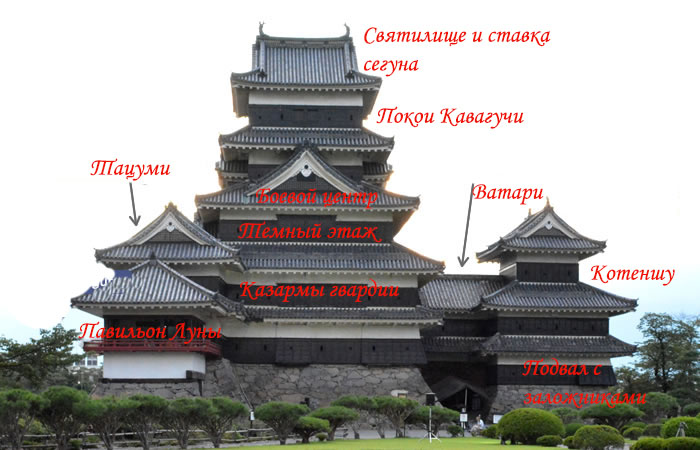 Святилище и ставка
сегуна
Покои Кавагучи
Тацуми
Ватари
Боевой центр
Темный этаж
Котеншу
Казармы гвардии
Павильон Луны
Подвал с
заложниками